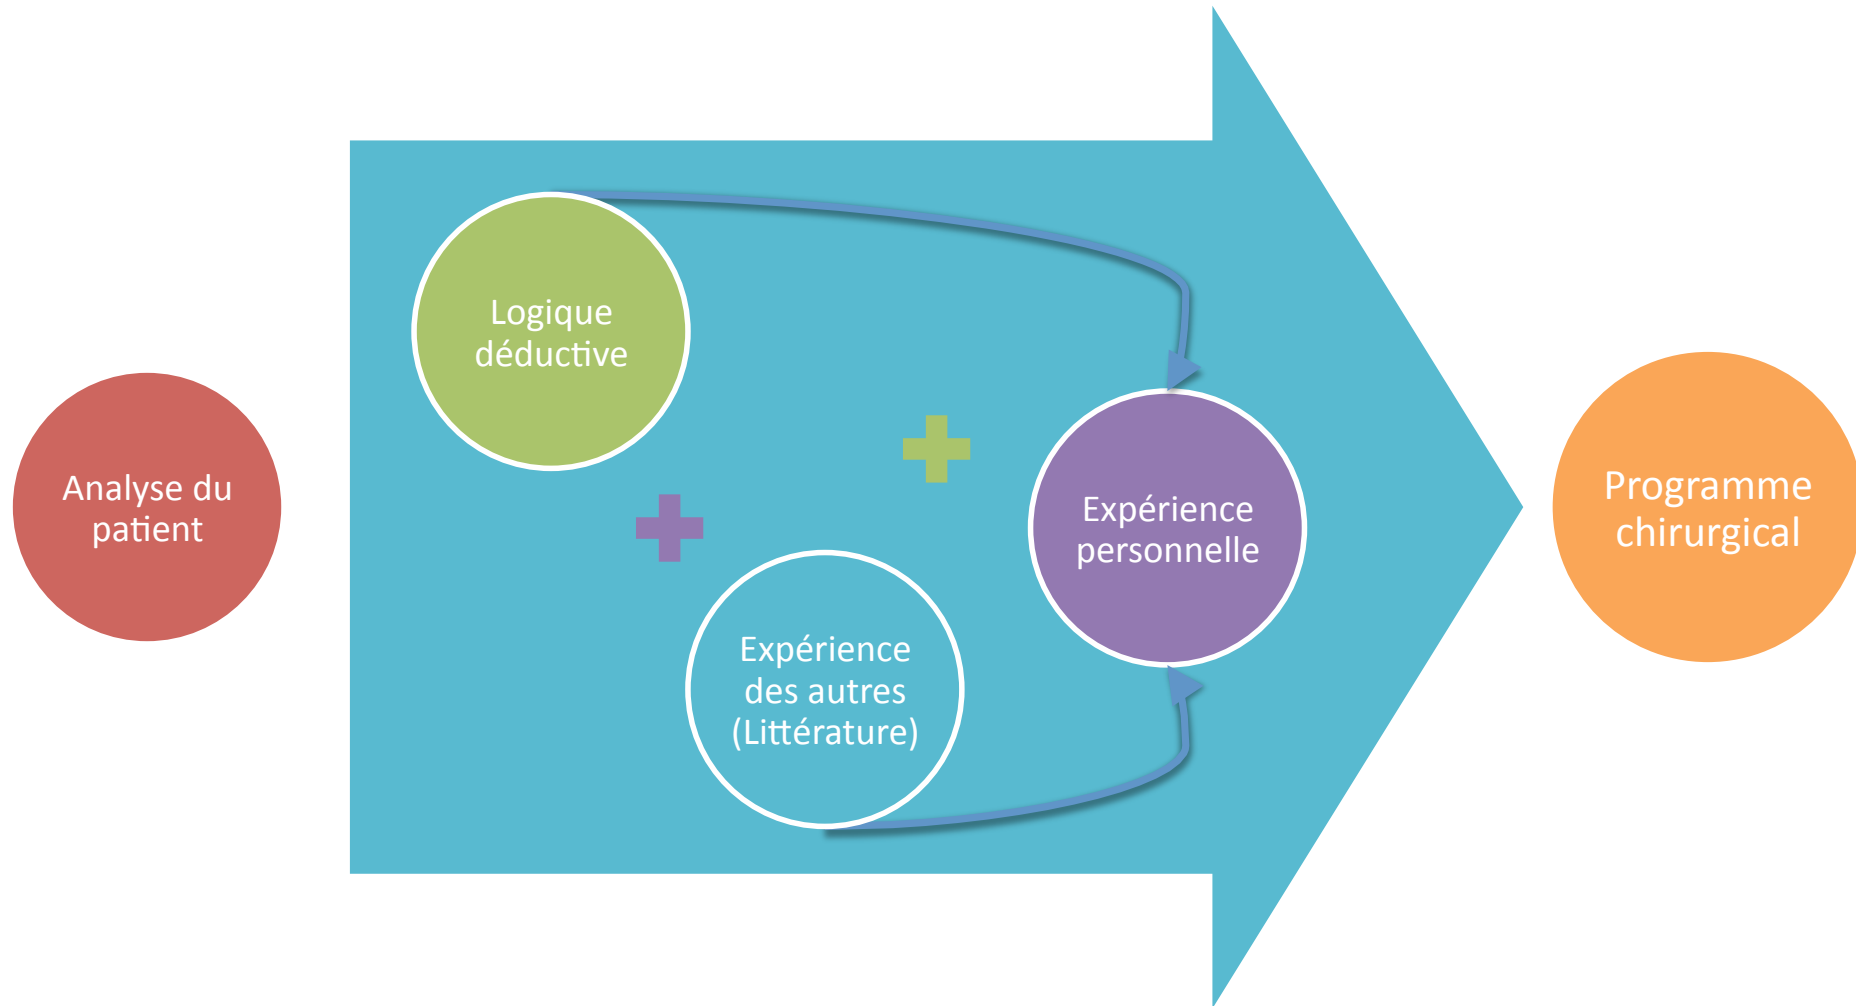 Analyse du
patient
Logique
déductive
Expérience
des autres
(Littérature)
Expérience
personnelle
Programme
chirurgical